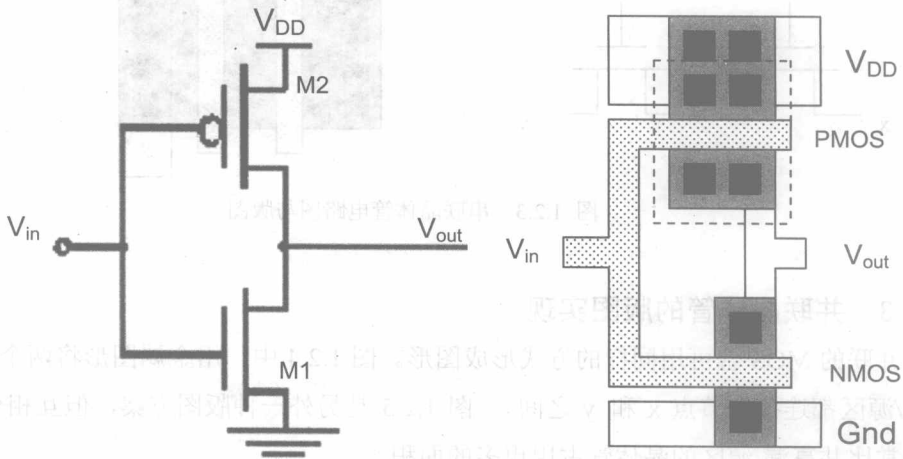 V_DD
M2
V_in
V_out
M1
V_DD
PMOS
V_in
V_out
NMOS
Gnd